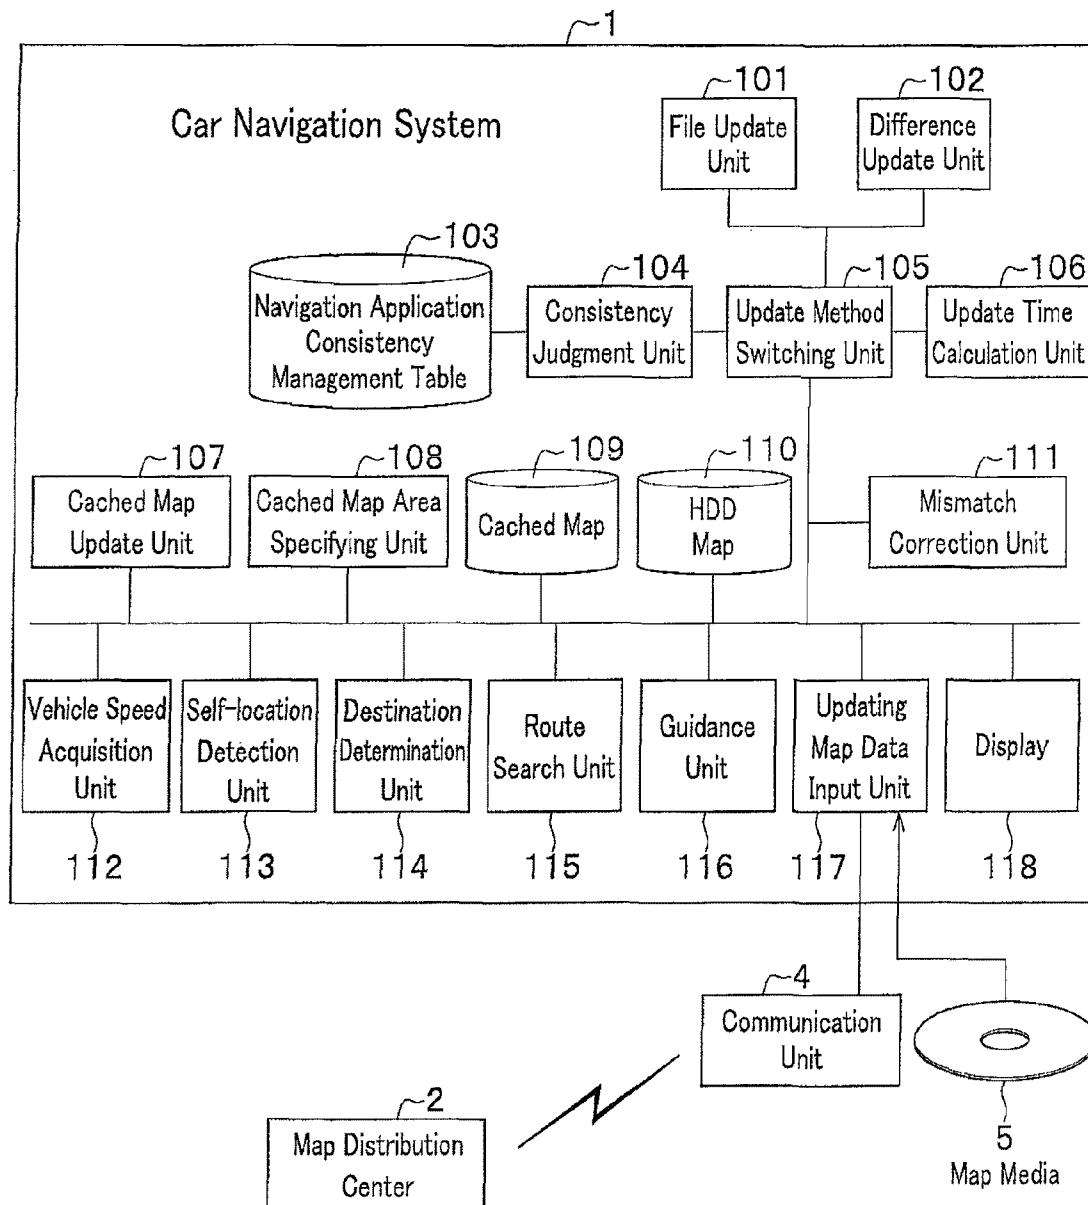 1
Car Navigation System
101
102
File Update
Unit
Difference
Update Unit
103
104
105
106
Navigation Application
Consistency
Management Table
Consistency
Judgment Unit
Update Method
Switching Unit
Update Time
Calculation Unit
107
108
109
110
111
Cached Map
Update Unit
Cached Map Area
Specifying Unit
Cached Map
HDD
Map
Mismatch
Correction Unit
Vehicle Speed
Acquisition
Unit
Self-location
Detection
Unit
Destination
Determination
Unit
Route
Search Unit
Guidance
Unit
Updating
Map Data
Input Unit
Display
112
113
114
115
116
117
118
4
Communication
Unit
2
Map Distribution
Center
5
Map Media